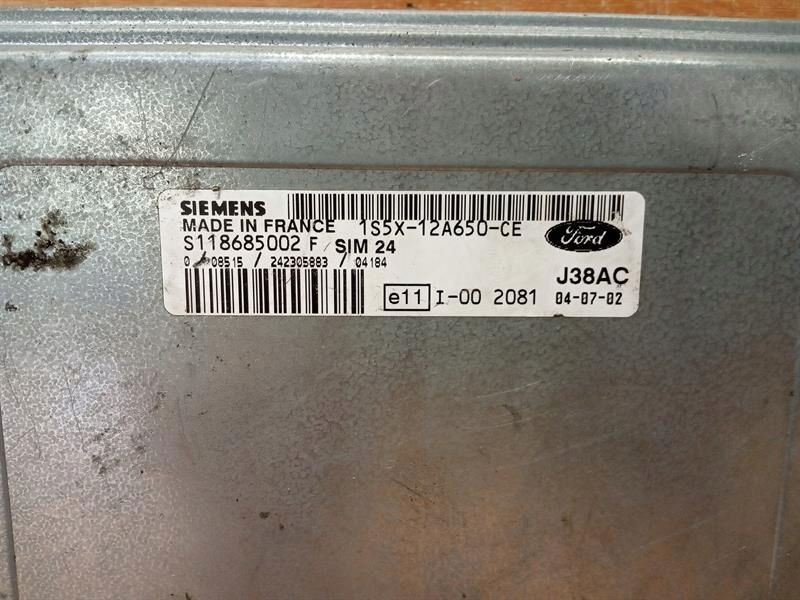 SIEMENS
MADE IN FRANCE 1S5X-12A650-CE
S118685002 F SIM 24
Ford
08515 / 242305883 / 04184
J38AC
e11 I-00 2081 04-07-02